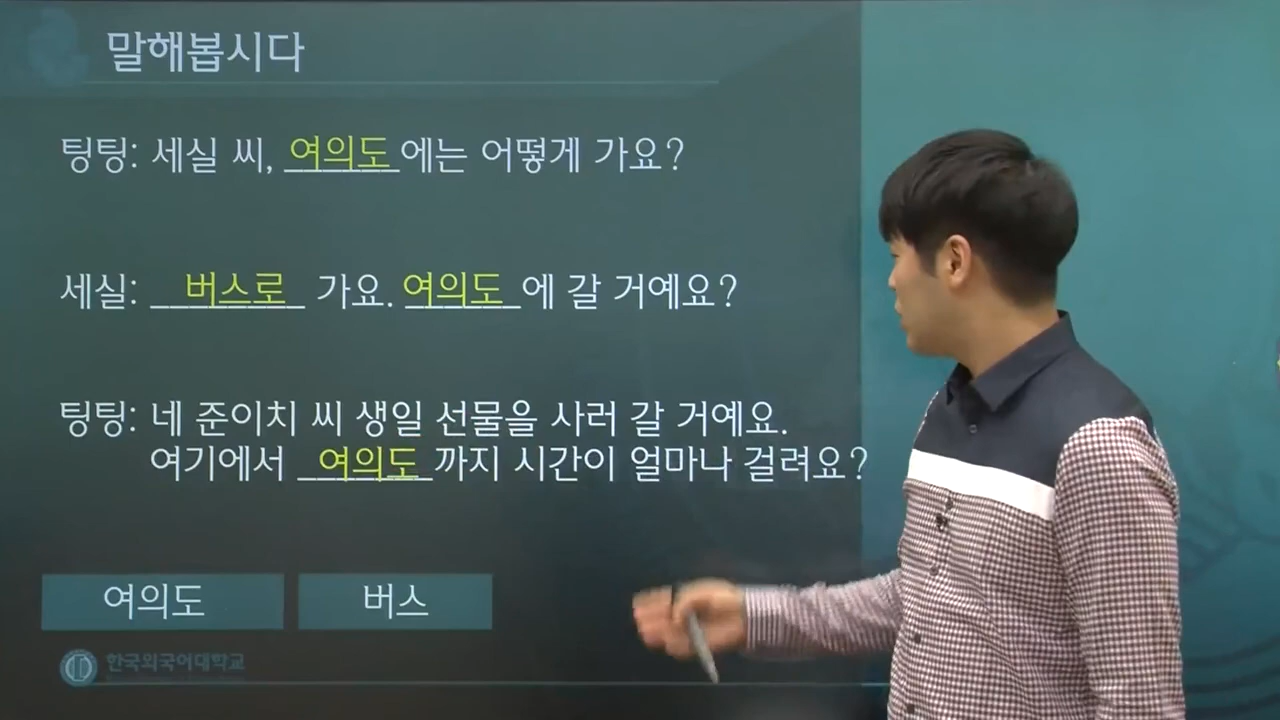 말해봅시다
팅팅: 세실 씨, 여의도에는 어떻게 가요?
세실: 버스로 가요. 여의도에 갈 거예요?
팅팅: 네 준이치 씨 생일 선물을 사러 갈 거예요.
여기에서 여의도까지 시간이 얼마나 걸려요?
여의도 버스
한국외국어대학교